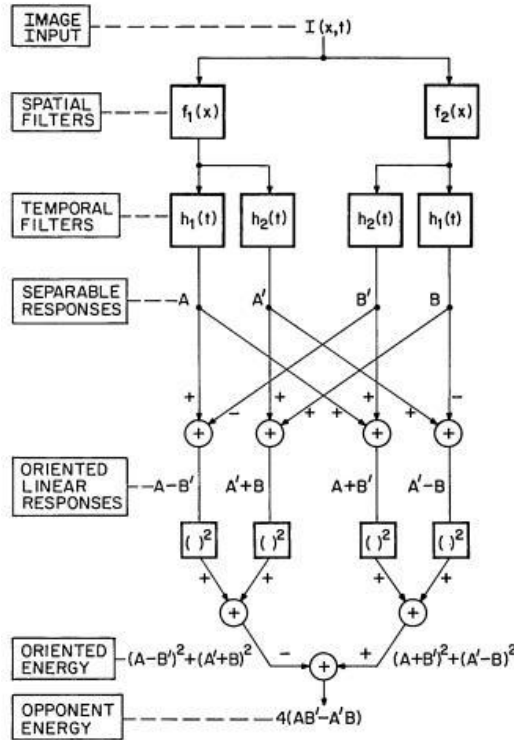 IMAGE
INPUT
I(x,t)
SPATIAL
FILTERS
f₁(x)
f₂(x)
TEMPORAL
FILTERS
h₁(t)
h₂(t)
h₂(t)
h₁(t)
SEPARABLE
RESPONSES
A
A′
B′
B
+
−
+
+
+
+
+
−
+
+
+
+
ORIENTED
LINEAR
RESPONSES
A−B′
A′+B
A+B′
A′−B
( )²
( )²
( )²
( )²
+
+
+
+
+
+
ORIENTED
ENERGY
(A−B′)²+(A′+B)²
−
+
+
(A+B′)²+(A′−B)²
OPPONENT
ENERGY
4(AB′−A′B)